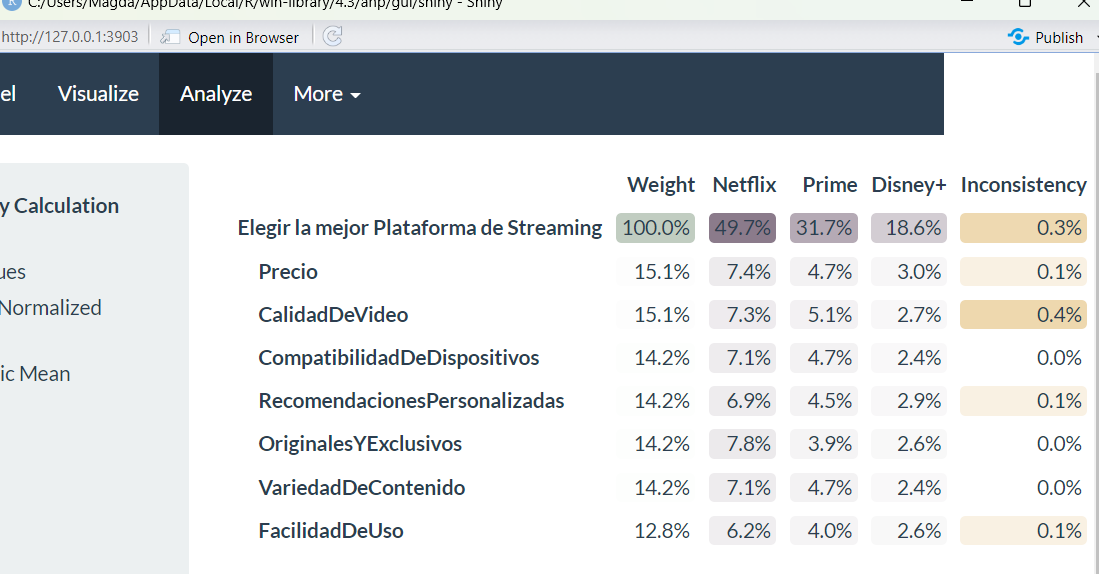 C:/Users/Magda/AppData/Local/R/win-library/4.3/ahp/gui/shiny - Shiny
http://127.0.0.1:3903 Open in Browser Publish
el Visualize Analyze More
y Calculation
ues
Normalized
ic Mean
Weight Netflix Prime Disney+ Inconsistency
Elegir la mejor Plataforma de Streaming 100.0% 49.7% 31.7% 18.6% 0.3%
Precio 15.1% 7.4% 4.7% 3.0% 0.1%
CalidadDeVideo 15.1% 7.3% 5.1% 2.7% 0.4%
CompatibilidadDeDispositivos 14.2% 7.1% 4.7% 2.4% 0.0%
RecomendacionesPersonalizadas 14.2% 6.9% 4.5% 2.9% 0.1%
OriginalesYExclusivos 14.2% 7.8% 3.9% 2.6% 0.0%
VariedadDeContenido 14.2% 7.1% 4.7% 2.4% 0.0%
FacilidadDeUso 12.8% 6.2% 4.0% 2.6% 0.1%